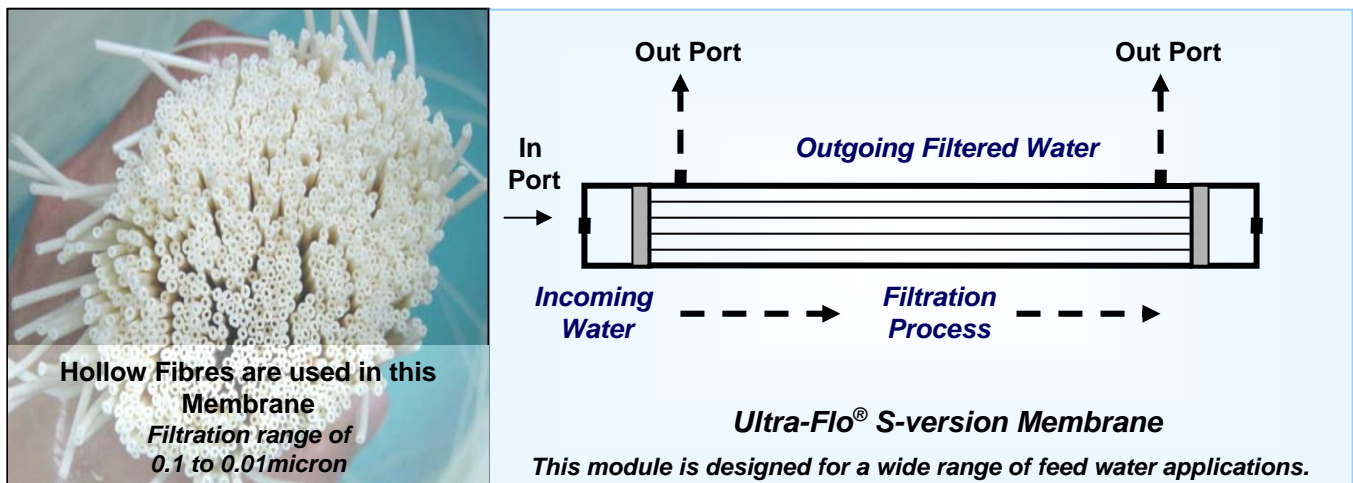 Hollow Fibres are used in this
Membrane
Filtration range of
0.1 to 0.01micron
Out Port
Out Port
In
Port
Outgoing Filtered Water
Incoming
Water
Filtration
Process
Ultra-Flo® S-version Membrane
This module is designed for a wide range of feed water applications.